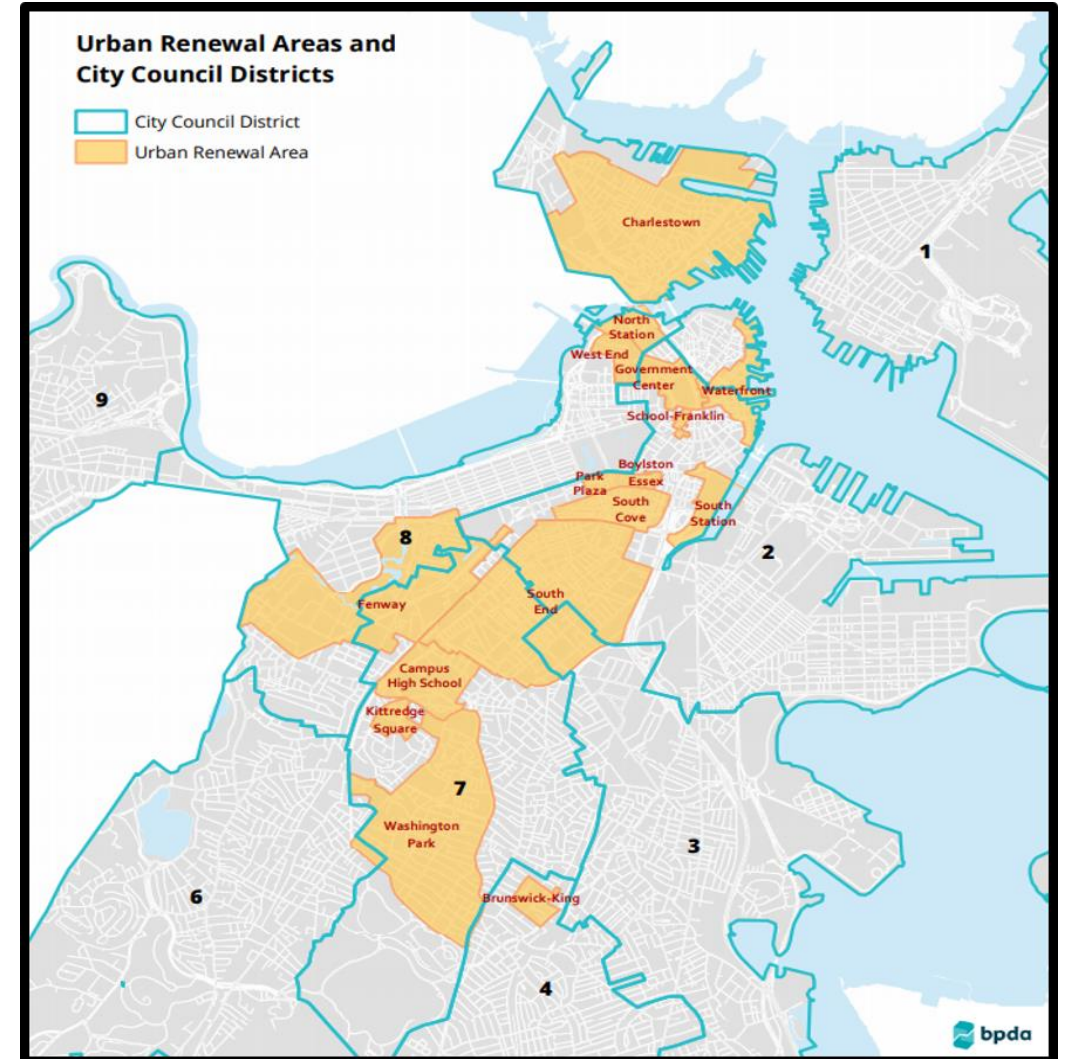 Urban Renewal Areas and
City Council Districts
City Council District
Urban Renewal Area
Charlestown
1
North
Station
West End
Government
Center
Waterfront
9
School-Franklin
Boylston
Essex
Park
Plaza
South
Cove
South
Station
8
2
South
End
Fenway
Campus
High School
Kittredge
Square
7
Washington
Park
3
6
Brunswick-King
4
bpda